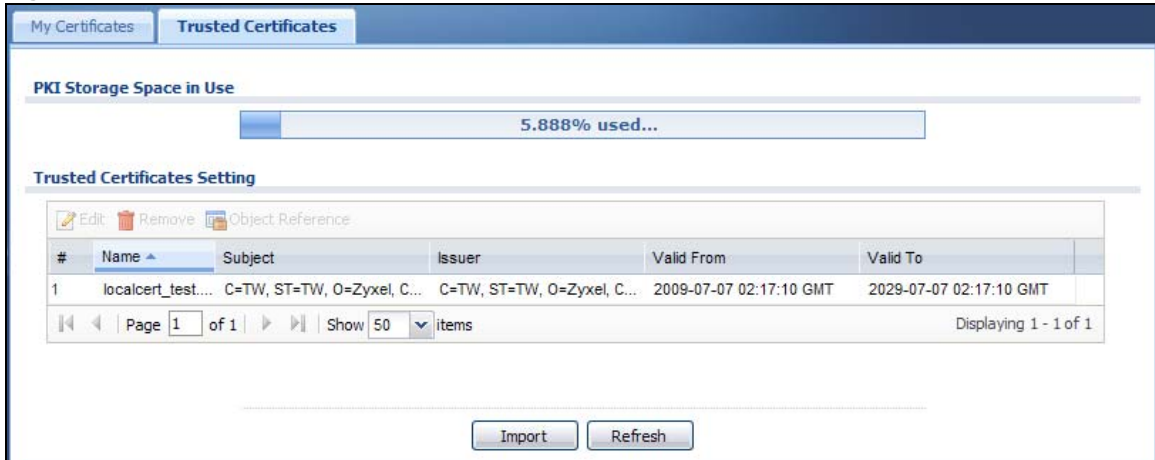 My Certificates Trusted Certificates
PKI Storage Space in Use
5.888% used...
Trusted Certificates Setting
Edit Remove Object Reference
# Name Subject Issuer Valid From Valid To
1 localcert_test.... C=TW, ST=TW, O=Zyxel, C... C=TW, ST=TW, O=Zyxel, C... 2009-07-07 02:17:10 GMT 2029-07-07 02:17:10 GMT
Page 1 of 1 Show 50 items Displaying 1 - 1 of 1
Import Refresh